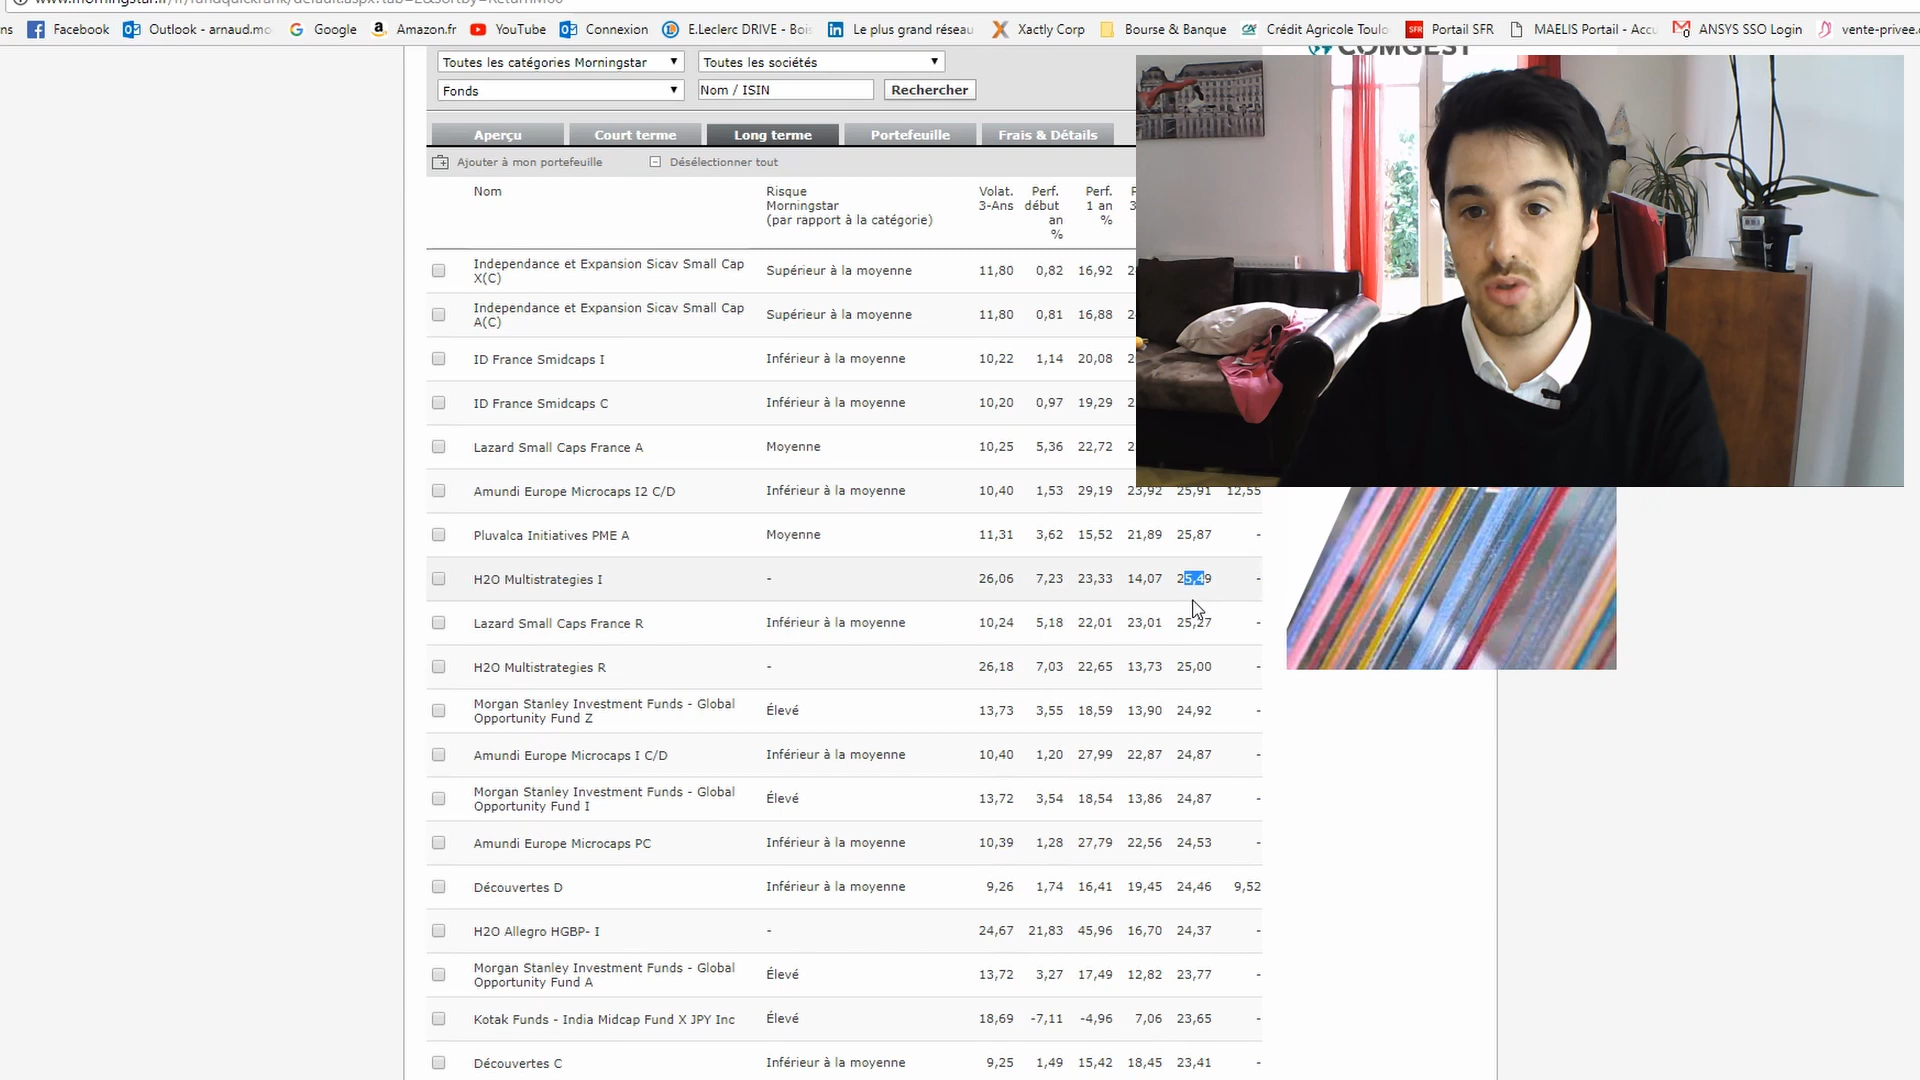 Facebook Outlook - arnaud.mo Google Amazon.fr YouTube Connexion E.Leclerc DRIVE - Bois Le plus grand réseau Xactly Corp Bourse & Banque Crédit Agricole Toulo SFR Portail SFR MAELIS Portail - Accu ANSYS SSO Login vente-privee.c
COMGEST
Toutes les catégories Morningstar Toutes les sociétés
Fonds Nom / ISIN Rechercher
Aperçu Court terme Long terme Portefeuille Frais & Détails
Ajouter à mon portefeuille Désélectionner tout
Nom Risque Volat. Perf. Perf.
Morningstar 3-Ans début 1 an
(par rapport à la catégorie) an %
%
Independance et Expansion Sicav Small Cap
X(C) Supérieur à la moyenne 11,80 0,82 16,92
Independance et Expansion Sicav Small Cap
A(C) Supérieur à la moyenne 11,80 0,81 16,88
ID France Smidcaps I Inférieur à la moyenne 10,22 1,14 20,08
ID France Smidcaps C Inférieur à la moyenne 10,20 0,97 19,29
Lazard Small Caps France A Moyenne 10,25 5,36 22,72
Amundi Europe Microcaps I2 C/D Inférieur à la moyenne 10,40 1,53 29,19 23,92 25,91 12,55
Pluvalca Initiatives PME A Moyenne 11,31 3,62 15,52 21,89 25,87 -
H2O Multistrategies I - 26,06 7,23 23,33 14,07 25,49 -
Lazard Small Caps France R Inférieur à la moyenne 10,24 5,18 22,01 23,01 25,27 -
H2O Multistrategies R - 26,18 7,03 22,65 13,73 25,00 -
Morgan Stanley Investment Funds - Global
Opportunity Fund Z Élevé 13,73 3,55 18,59 13,90 24,92 -
Amundi Europe Microcaps I C/D Inférieur à la moyenne 10,40 1,20 27,99 22,87 24,87 -
Morgan Stanley Investment Funds - Global
Opportunity Fund I Élevé 13,72 3,54 18,54 13,86 24,87 -
Amundi Europe Microcaps PC Inférieur à la moyenne 10,39 1,28 27,79 22,56 24,53 -
Découvertes D Inférieur à la moyenne 9,26 1,74 16,41 19,45 24,46 9,52
H2O Allegro HGBP- I - 24,67 21,83 45,96 16,70 24,37 -
Morgan Stanley Investment Funds - Global
Opportunity Fund A Élevé 13,72 3,27 17,49 12,82 23,77 -
Kotak Funds - India Midcap Fund X JPY Inc Élevé 18,69 -7,11 -4,96 7,06 23,65 -
Découvertes C Inférieur à la moyenne 9,25 1,49 15,42 18,45 23,41 -